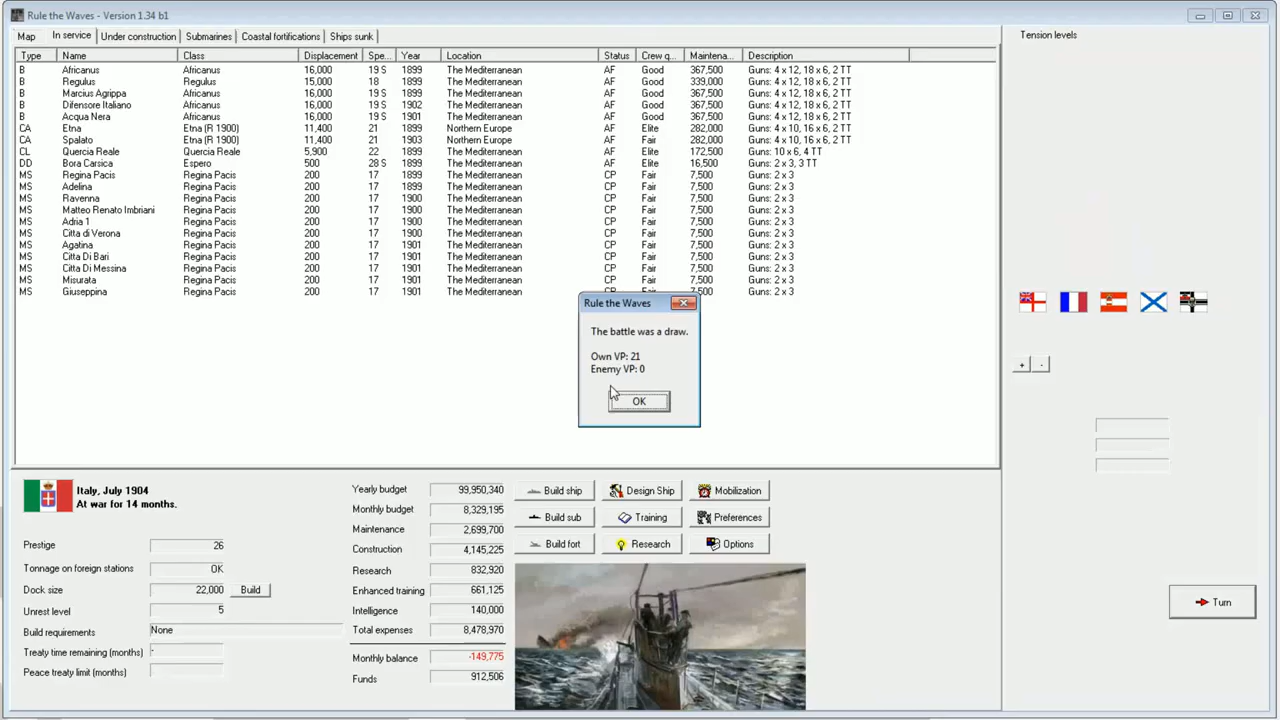 Rule the Waves - Version 1.34 b1
Map In service Under construction Submarines Coastal fortifications Ships sunk
Type Name Class Displacement Spe... Year Location Status Crew q... Maintena... Description
B Africanus Africanus 16,000 19 S 1899 The Mediterranean AF Good 367,500 Guns: 4 x 12, 18 x 6, 2 TT
B Regulus Regulus 15,000 18 1899 The Mediterranean AF Good 339,000 Guns: 4 x 12, 18 x 6, 2 TT
B Marcius Agrippa Africanus 16,000 19 S 1899 The Mediterranean AF Good 367,500 Guns: 4 x 12, 18 x 6, 2 TT
B Difensore Italiano Africanus 16,000 19 S 1902 The Mediterranean AF Good 367,500 Guns: 4 x 12, 18 x 6, 2 TT
B Acqua Nera Africanus 16,000 19 S 1901 The Mediterranean AF Good 367,500 Guns: 4 x 12, 18 x 6, 2 TT
CA Etna Etna (R 1900) 11,400 21 1899 Northern Europe AF Elite 282,000 Guns: 4 x 10, 16 x 6, 2 TT
CA Spalato Etna (R 1900) 11,400 21 1903 Northern Europe AF Fair 282,000 Guns: 4 x 10, 16 x 6, 2 TT
CL Quercia Reale Quercia Reale 5,900 22 1899 The Mediterranean AF Elite 172,500 Guns: 10 x 6, 4 TT
DD Bora Carsica Espero 500 28 S 1899 The Mediterranean AF Elite 16,500 Guns: 2 x 3, 3 TT
MS Regina Pacis Regina Pacis 200 17 1899 The Mediterranean CP Fair 7,500 Guns: 2 x 3
MS Adelina Regina Pacis 200 17 1899 The Mediterranean CP Fair 7,500 Guns: 2 x 3
MS Ravenna Regina Pacis 200 17 1900 The Mediterranean CP Fair 7,500 Guns: 2 x 3
MS Matteo Renato Imbriani Regina Pacis 200 17 1900 The Mediterranean CP Fair 7,500 Guns: 2 x 3
MS Adria 1 Regina Pacis 200 17 1900 The Mediterranean CP Fair 7,500 Guns: 2 x 3
MS Citta di Verona Regina Pacis 200 17 1900 The Mediterranean CP Fair 7,500 Guns: 2 x 3
MS Agatina Regina Pacis 200 17 1901 The Mediterranean CP Fair 7,500 Guns: 2 x 3
MS Citta Di Bari Regina Pacis 200 17 1901 The Mediterranean CP Fair 7,500 Guns: 2 x 3
MS Citta Di Messina Regina Pacis 200 17 1901 The Mediterranean CP Fair 7,500 Guns: 2 x 3
MS Misurata Regina Pacis 200 17 1901 The Mediterranean CP Fair 7,500 Guns: 2 x 3
MS Giuseppina Regina Pacis 200 17 1901 The Mediterranean CP Fair 7,500 Guns: 2 x 3
Tension levels
+ -
Rule the Waves
The battle was a draw.
Own VP: 21
Enemy VP: 0
OK
Italy, July 1904
At war for 14 months.
Prestige 26
Tonnage on foreign stations OK
Dock size 22,000 Build
Unrest level 5
Build requirements None
Treaty time remaining (months) -
Peace treaty limit (months)
Yearly budget 99,950,340
Monthly budget 8,329,195
Maintenance 2,699,700
Construction 4,145,225
Research 832,920
Enhanced training 661,125
Intelligence 140,000
Total expenses 8,478,970
Monthly balance -149,775
Funds 912,506
Build ship Design Ship Mobilization
Build sub Training Preferences
Build fort Research Options
Turn